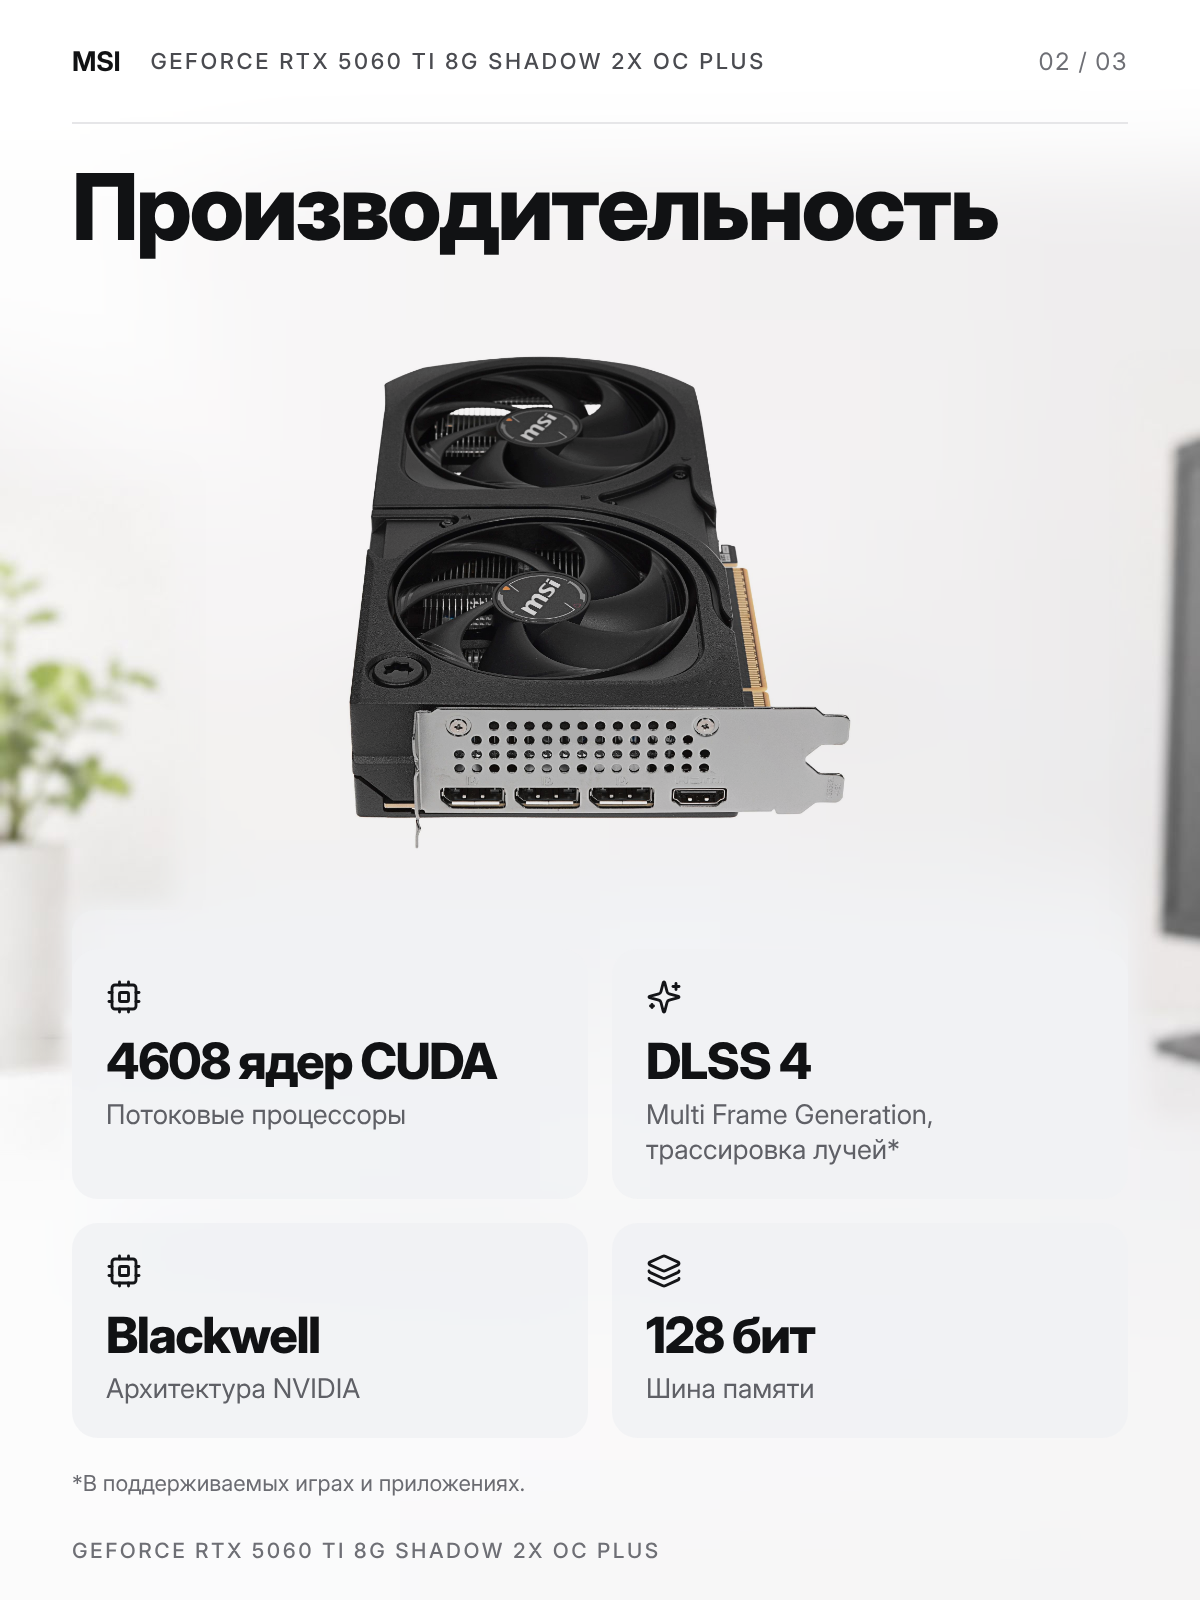 MSI GEFORCE RTX 5060 TI 8G SHADOW 2X OC PLUS 02 / 03
Производительность
msi
msi
4608 ядер CUDA
Потоковые процессоры
DLSS 4
Multi Frame Generation,
трассировка лучей*
Blackwell
Архитектура NVIDIA
128 бит
Шина памяти
*В поддерживаемых играх и приложениях.
GEFORCE RTX 5060 TI 8G SHADOW 2X OC PLUS